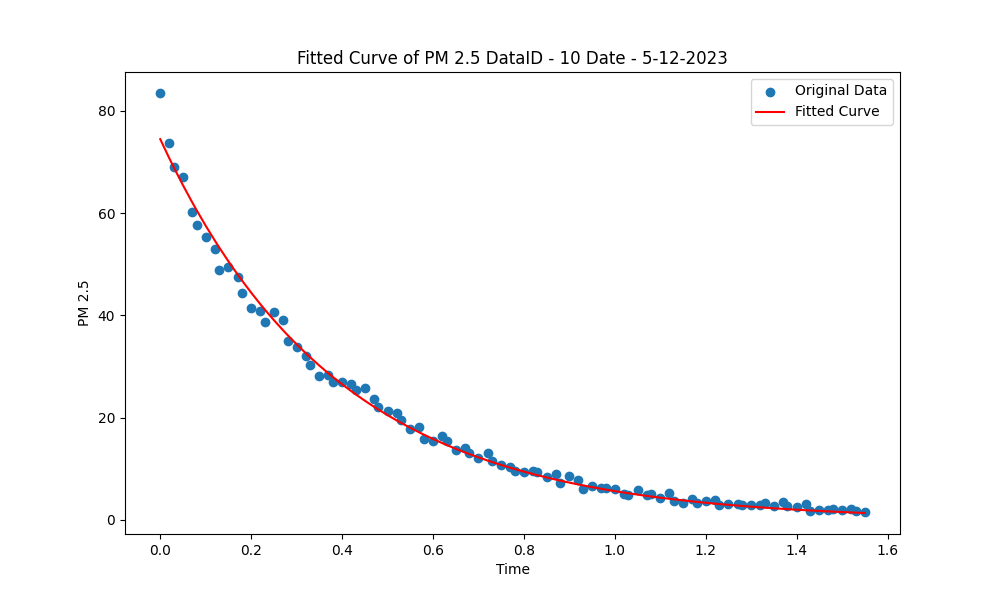 Fitted Curve of PM 2.5 DataID - 10 Date - 5-12-2023
Original Data
Fitted Curve
80
60
40
20
0
PM 2.5
0.0 0.2 0.4 0.6 0.8 1.0 1.2 1.4 1.6
Time